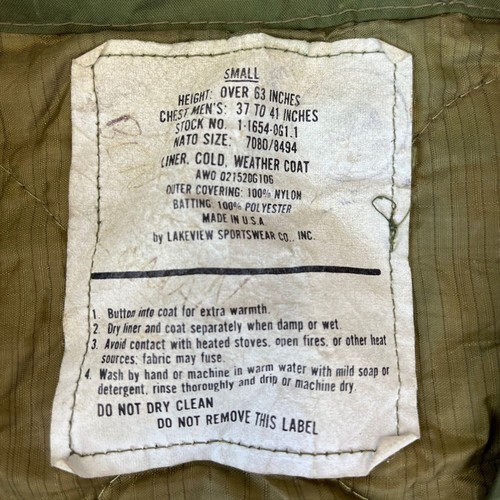 SMALL
HEIGHT: OVER 63 INCHES
CHEST MEN'S: 37 TO 41 INCHES
STOCK NO. 1-1654-0G1.1
NATO SIZE: 7080/8494
LINER, COLD, WEATHER COAT
AWO 021520G106
OUTER COVERING: 100% NYLON
BATTING: 100% POLYESTER
MADE IN U.S.A
by LAKEVIEW SPORTSWEAR CO., INC.
1. Button into coat for extra warmth.
2. Dry liner and coat separately when damp or wet.
3. Avoid contact with heated stoves, open fires, or other heat
sources; fabric may fuse.
4. Wash by hand or machine in warm water with mild soap or
detergent, rinse thoroughly and drip or machine dry
DO NOT DRY CLEAN
DO NOT REMOVE THIS LABEL